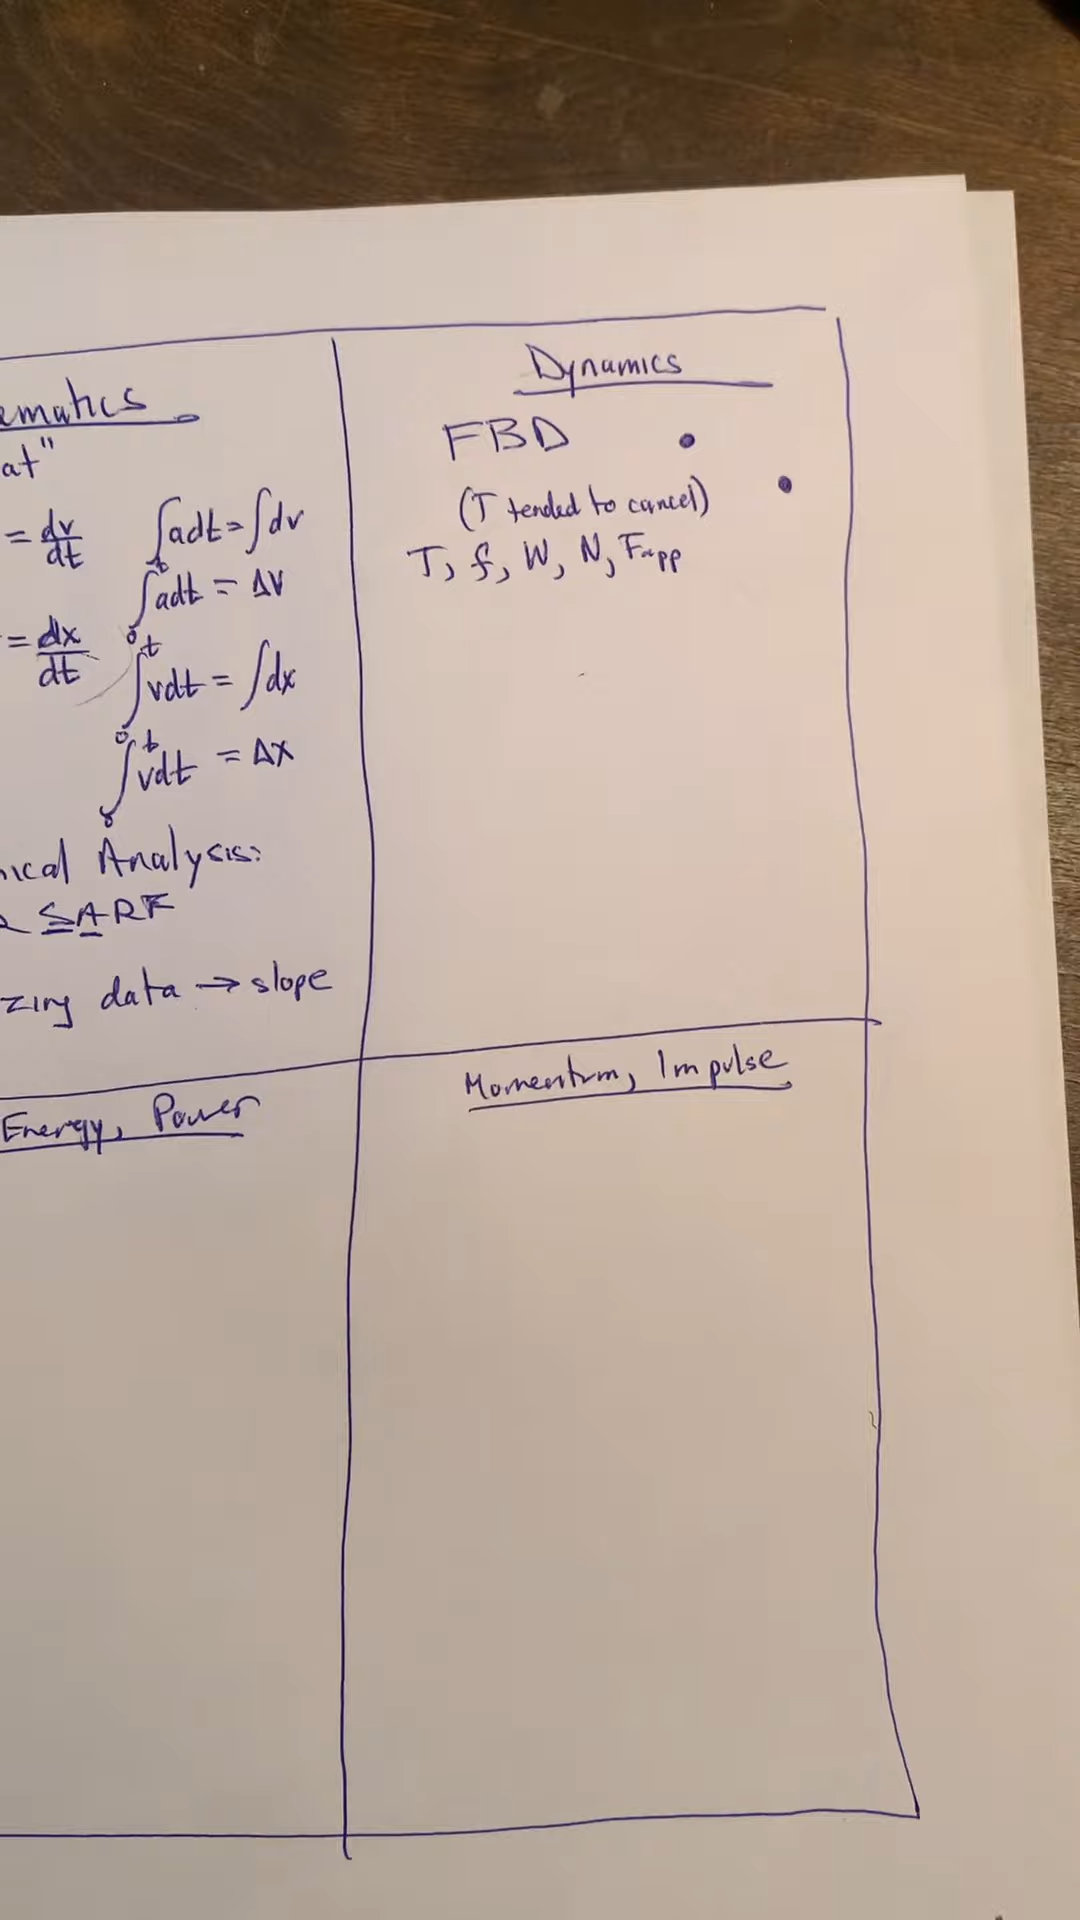 ematics
at"
= dv/dt
∫adt = ∫dv
∫adt = ΔV
= dx/dt
∫vdt = ∫dx
∫vdt = Δx
nical Analysis:
SARF
zing data → slope
Dynamics
FBD
(T tended to cancel)
T, f, W, N, Fapp
Energy, Power
Momentum, Impulse